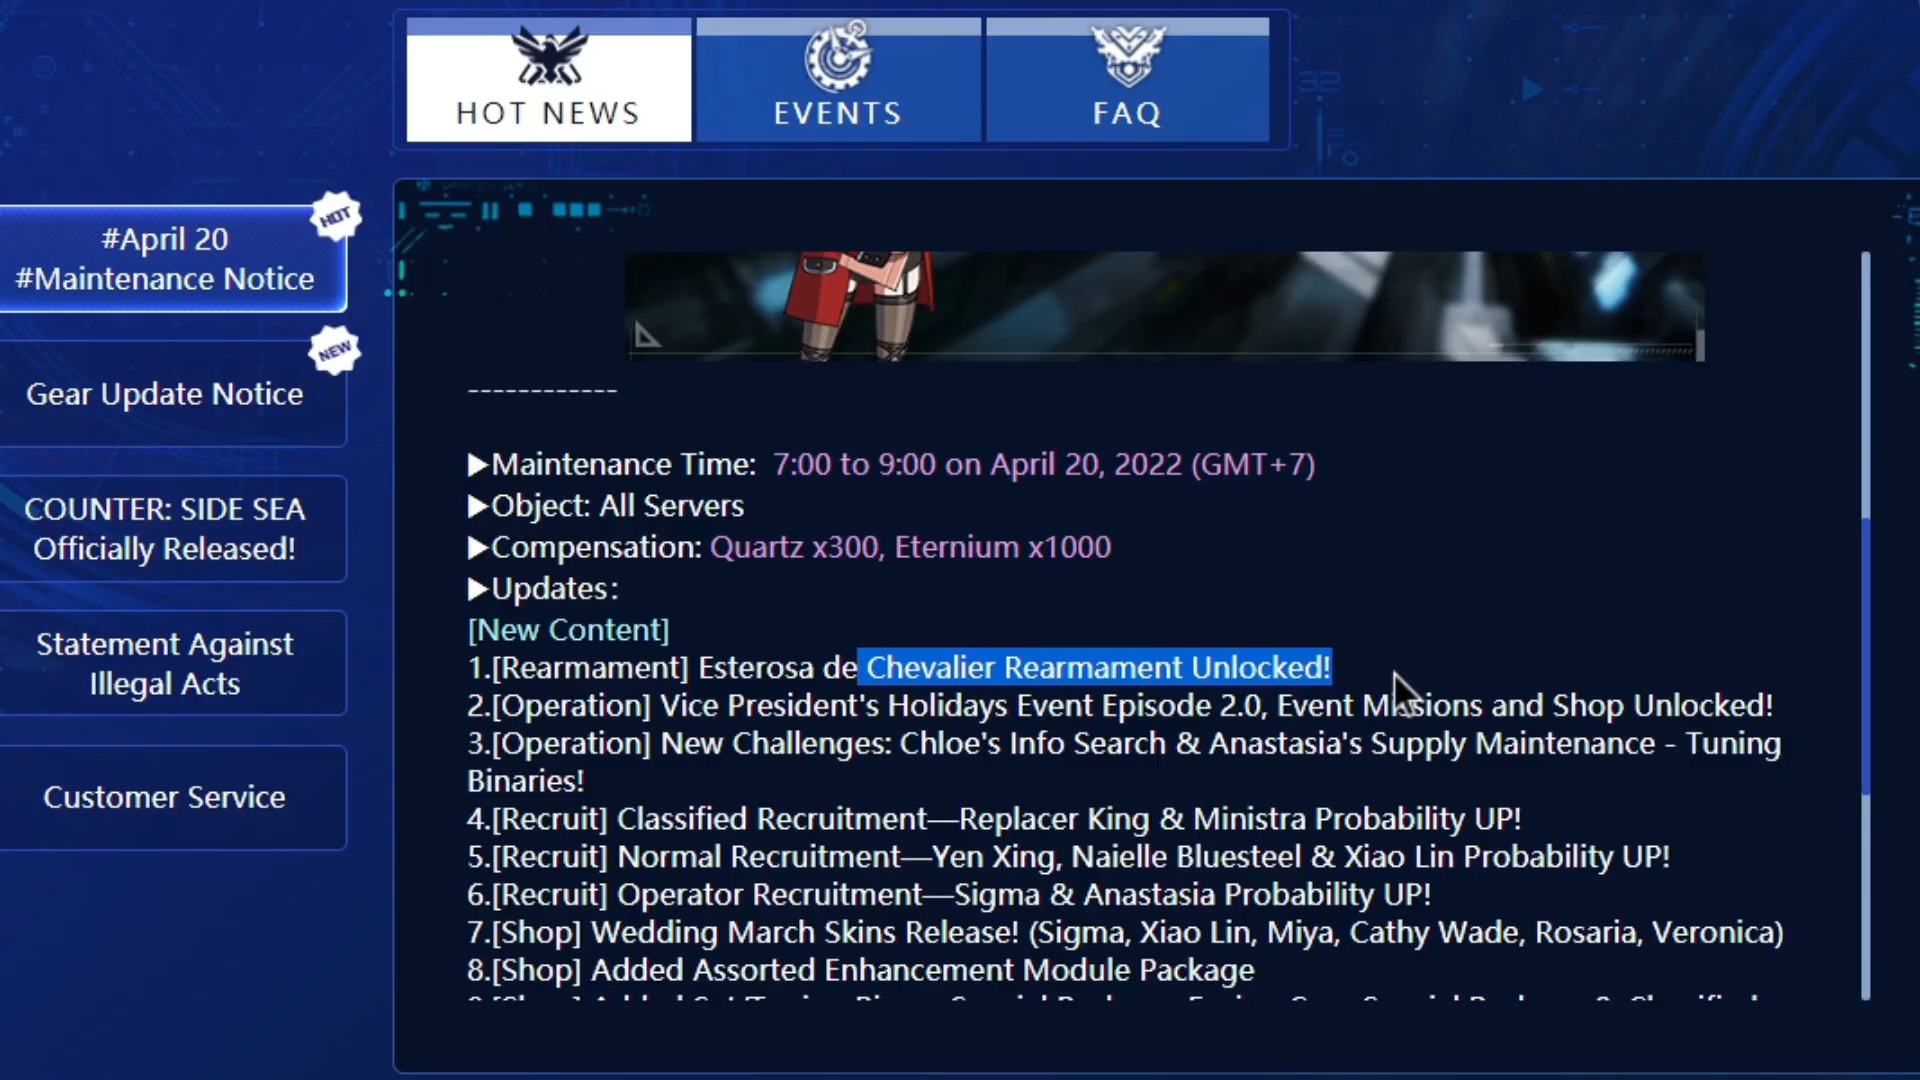 HOT NEWS
EVENTS
FAQ
HOT
#April 20
#Maintenance Notice
NEW
Gear Update Notice
COUNTER: SIDE SEA
Officially Released!
Statement Against
Illegal Acts
Customer Service
------------
▶Maintenance Time: 7:00 to 9:00 on April 20, 2022 (GMT+7)
▶Object: All Servers
▶Compensation: Quartz x300, Eternium x1000
▶Updates:
[New Content]
1.[Rearmament] Esterosa de Chevalier Rearmament Unlocked!
2.[Operation] Vice President's Holidays Event Episode 2.0, Event Missions and Shop Unlocked!
3.[Operation] New Challenges: Chloe's Info Search & Anastasia's Supply Maintenance - Tuning
Binaries!
4.[Recruit] Classified Recruitment—Replacer King & Ministra Probability UP!
5.[Recruit] Normal Recruitment—Yen Xing, Naielle Bluesteel & Xiao Lin Probability UP!
6.[Recruit] Operator Recruitment—Sigma & Anastasia Probability UP!
7.[Shop] Wedding March Skins Release! (Sigma, Xiao Lin, Miya, Cathy Wade, Rosaria, Veronica)
8.[Shop] Added Assorted Enhancement Module Package